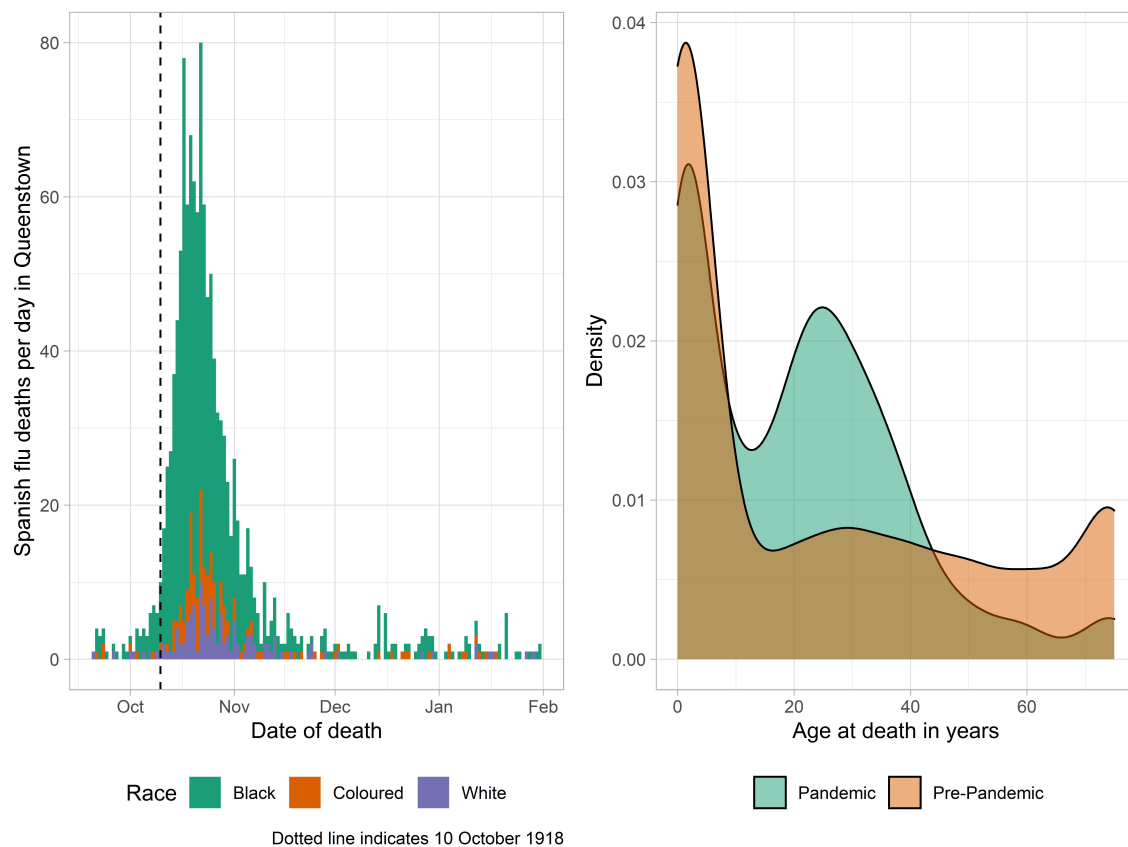 Spanish flu deaths per day in Queenstown
80
60
40
20
0
Oct Nov Dec Jan Feb
Date of death
Race Black Coloured White
Dotted line indicates 10 October 1918
Density
0.04
0.03
0.02
0.01
0.00
0 20 40 60
Age at death in years
Pandemic Pre-Pandemic